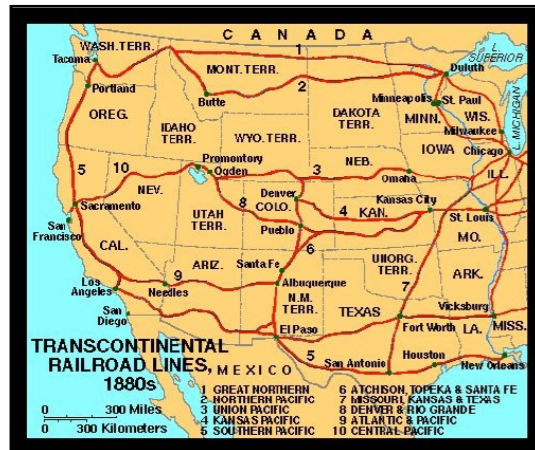 CANADA
WASH. TERR.
1
L. SUPERIOR
Tacoma
MONT. TERR.
Duluth
2
Portland
Butte
Minneapolis
St. Paul
OREG.
DAKOTA TERR.
MINN.
WIS.
L. MICHIGAN
IDAHO TERR.
WYO. TERR.
Milwaukee
IOWA
Chicago
Promontory
5
10
Ogden
3
NEB.
ILL.
Omaha
NEV.
Denver
Sacramento
8
COLO.
4
KAN.
Kansas City
St. Louis
San Francisco
UTAH TERR.
Pueblo
MO.
CAL.
6
ARIZ.
Santa Fe
UNORG. TERR.
9
ARK.
Los Angeles
Needles
Albuquerque
7
N.M. TERR.
TEXAS
Vicksburg
San Diego
El Paso
Fort Worth
LA.
MISS.
TRANSCONTINENTAL
RAILROAD LINES,
1880s
MEXICO
5
San Antonio
Houston
New Orleans
0 300 Miles
0 300 Kilometers
1 GREAT NORTHERN
2 NORTHERN PACIFIC
3 UNION PACIFIC
4 KANSAS PACIFIC
5 SOUTHERN PACIFIC
6 ATCHISON, TOPEKA & SANTA FE
7 MISSOURI, KANSAS & TEXAS
8 DENVER & RIO GRANDE
9 ATLANTIC & PACIFIC
10 CENTRAL PACIFIC